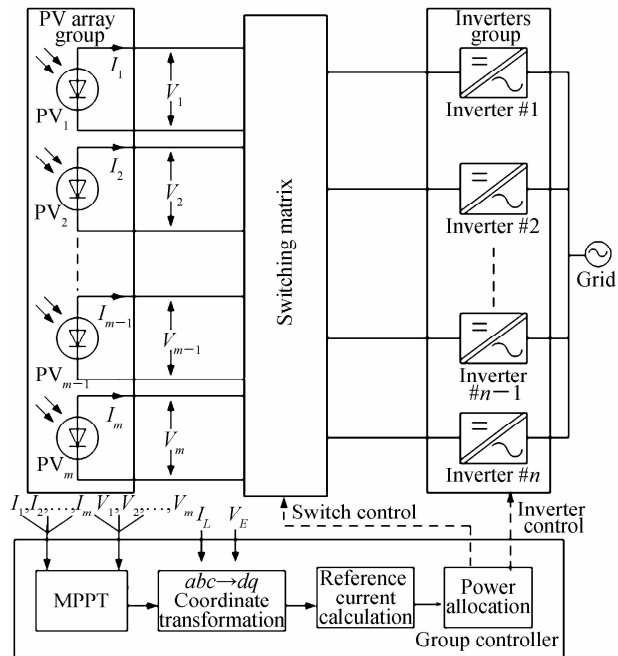 PV array
group
I₁
V₁
PV₁
I₂
V₂
PV₂
Iₘ₋₁
Vₘ₋₁
PVₘ₋₁
Iₘ
Vₘ
PVₘ
Switching matrix
Inverters
group
Inverter #1
Inverter #2
Grid
Inverter
#n−1
Inverter #n
I₁,I₂,...,Iₘ V₁,V₂,...,Vₘ I_L V_E
Switch control
Inverter
control
MPPT
abc→dq
Coordinate
transformation
Reference
current
calculation
Power
allocation
Group controller